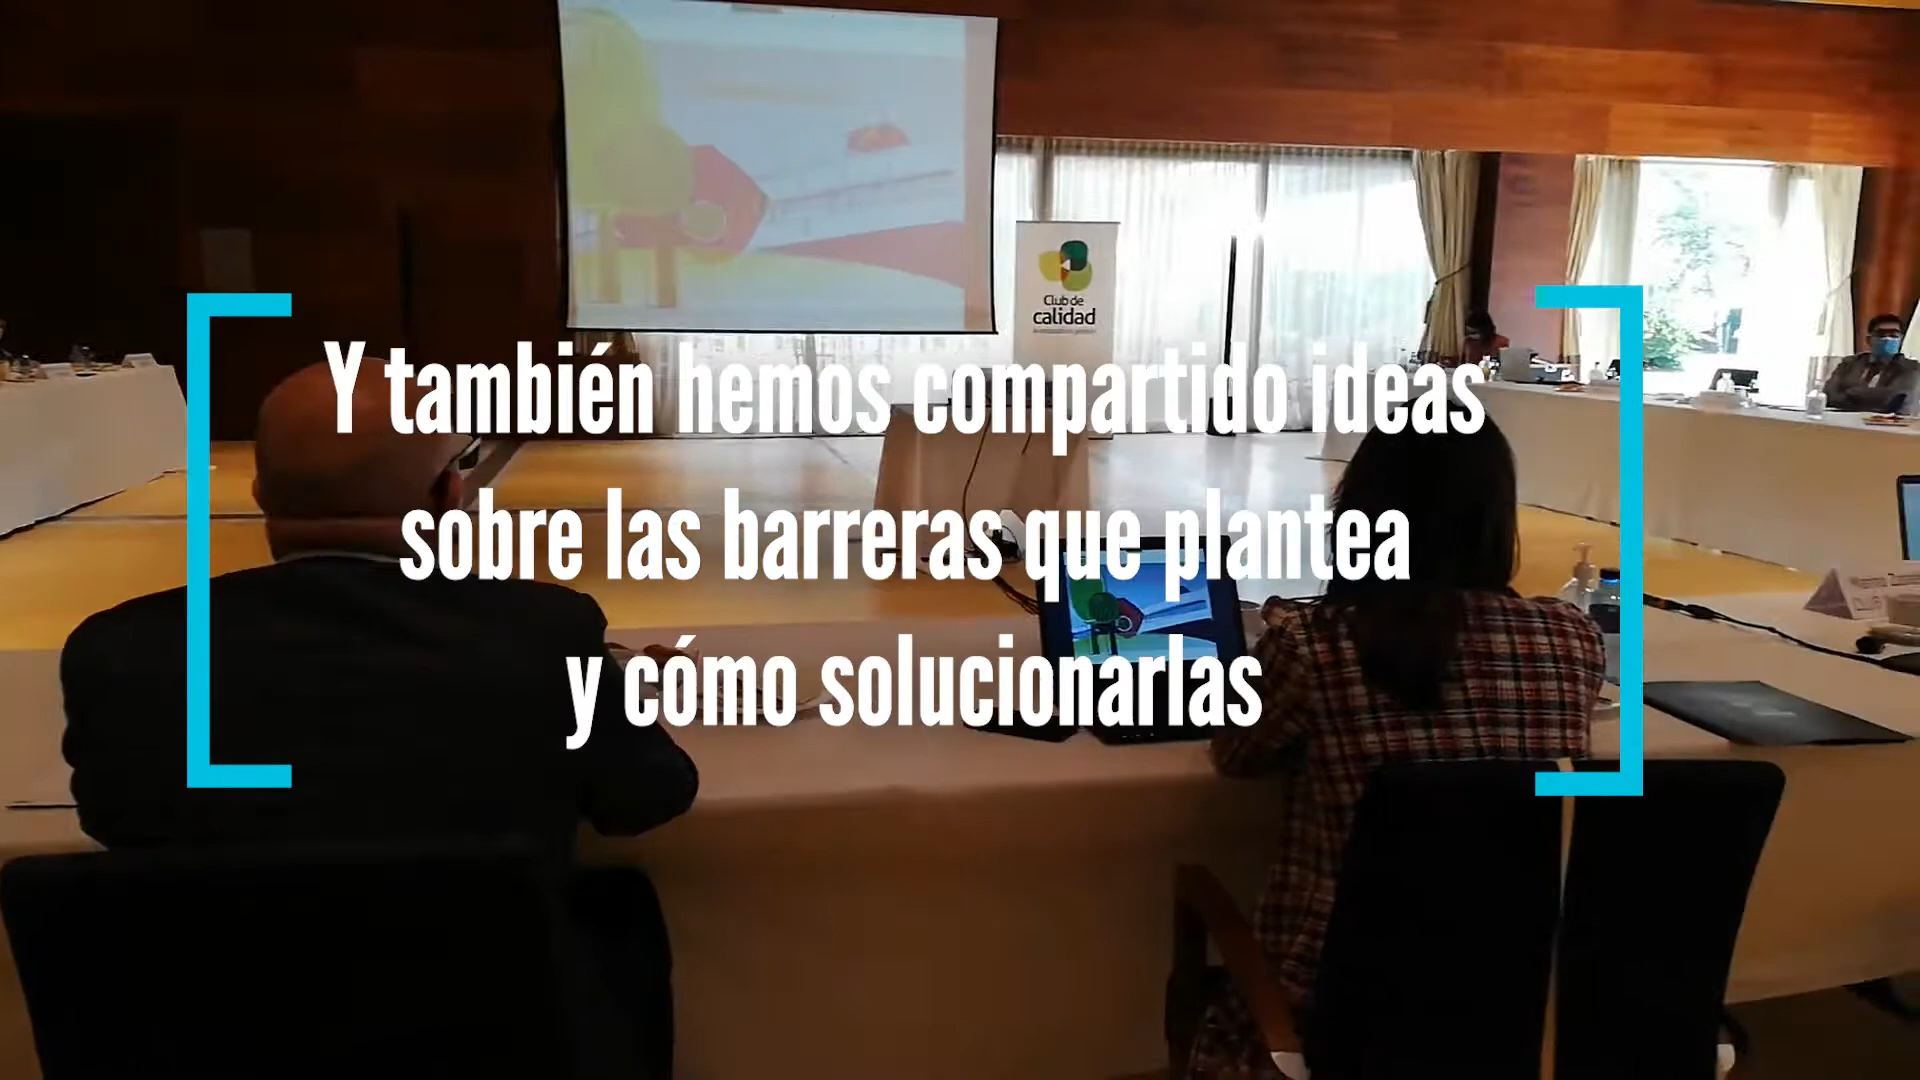 Club de
calidad
Y también hemos compartido ideas
sobre las barreras que plantea
y cómo solucionarlas